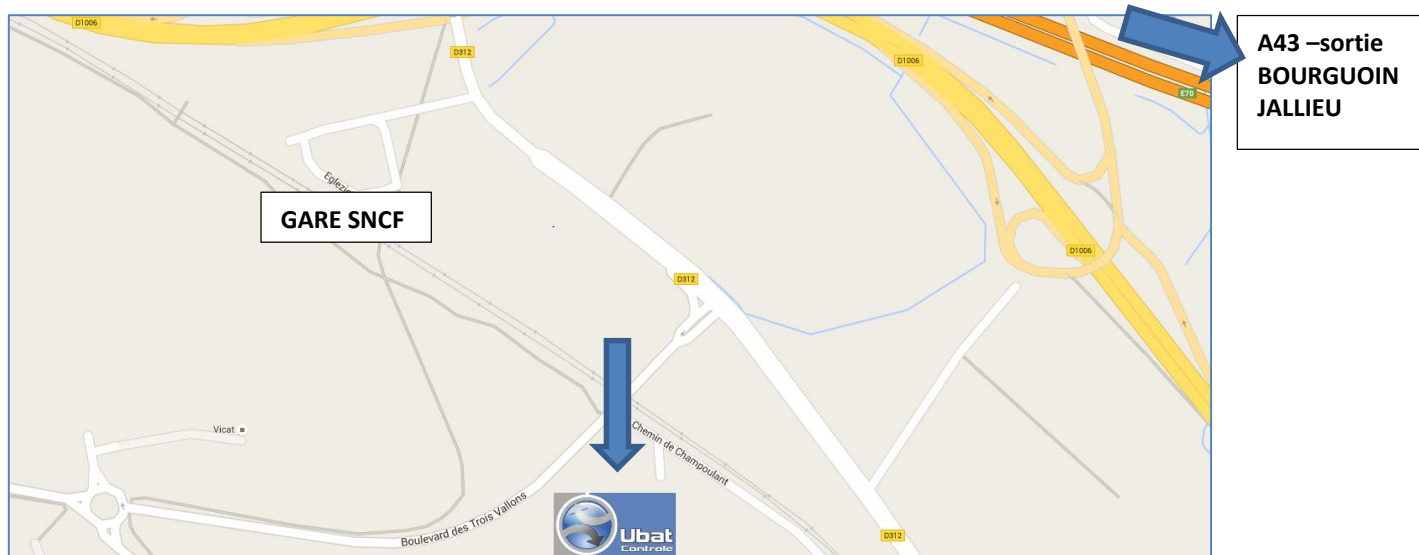 D1006
D312
A43 –sortie
BOURGUOIN
JALLIEU
D1006
E70
GARE SNCF
D1006
D312
Vicat
Chemin de Champoulant
Boulevard des Trois Vallons
Ubat
Controle
D312